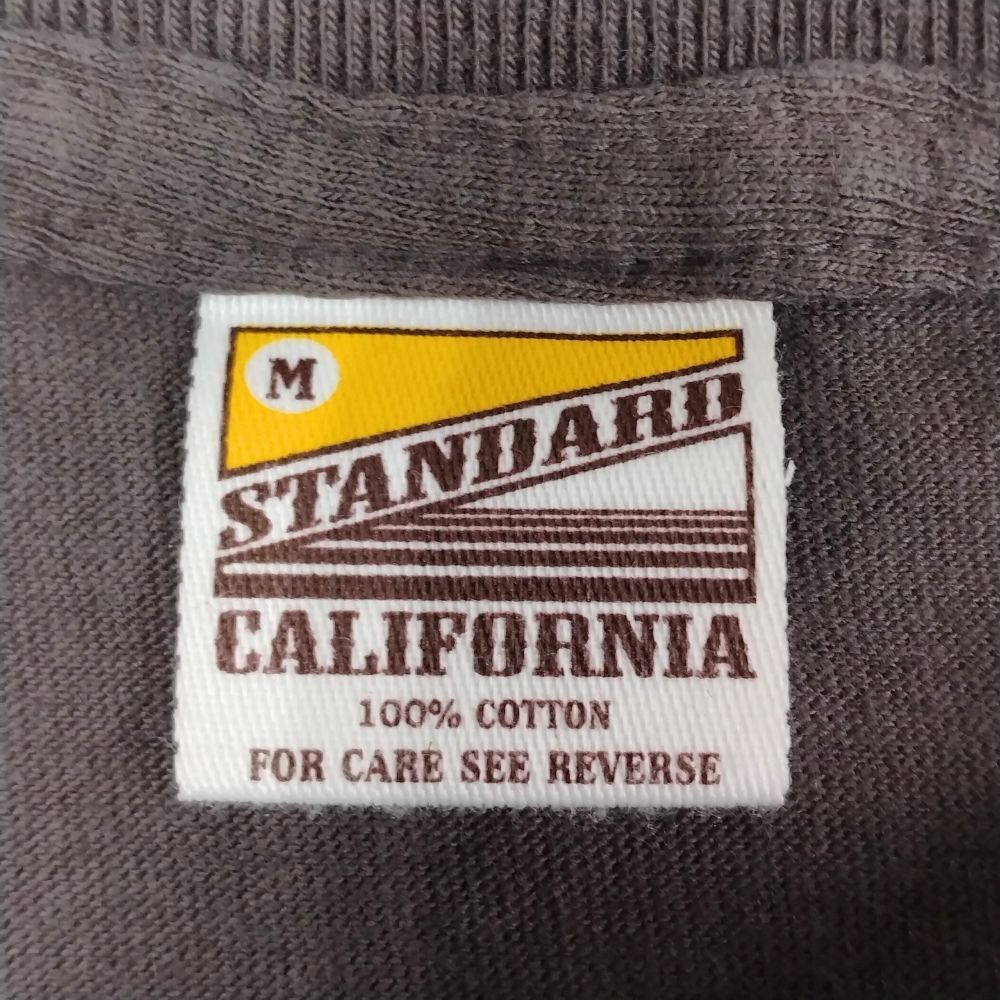 M
STANDARD
CALIFORNIA
100% COTTON
FOR CARE SEE REVERSE